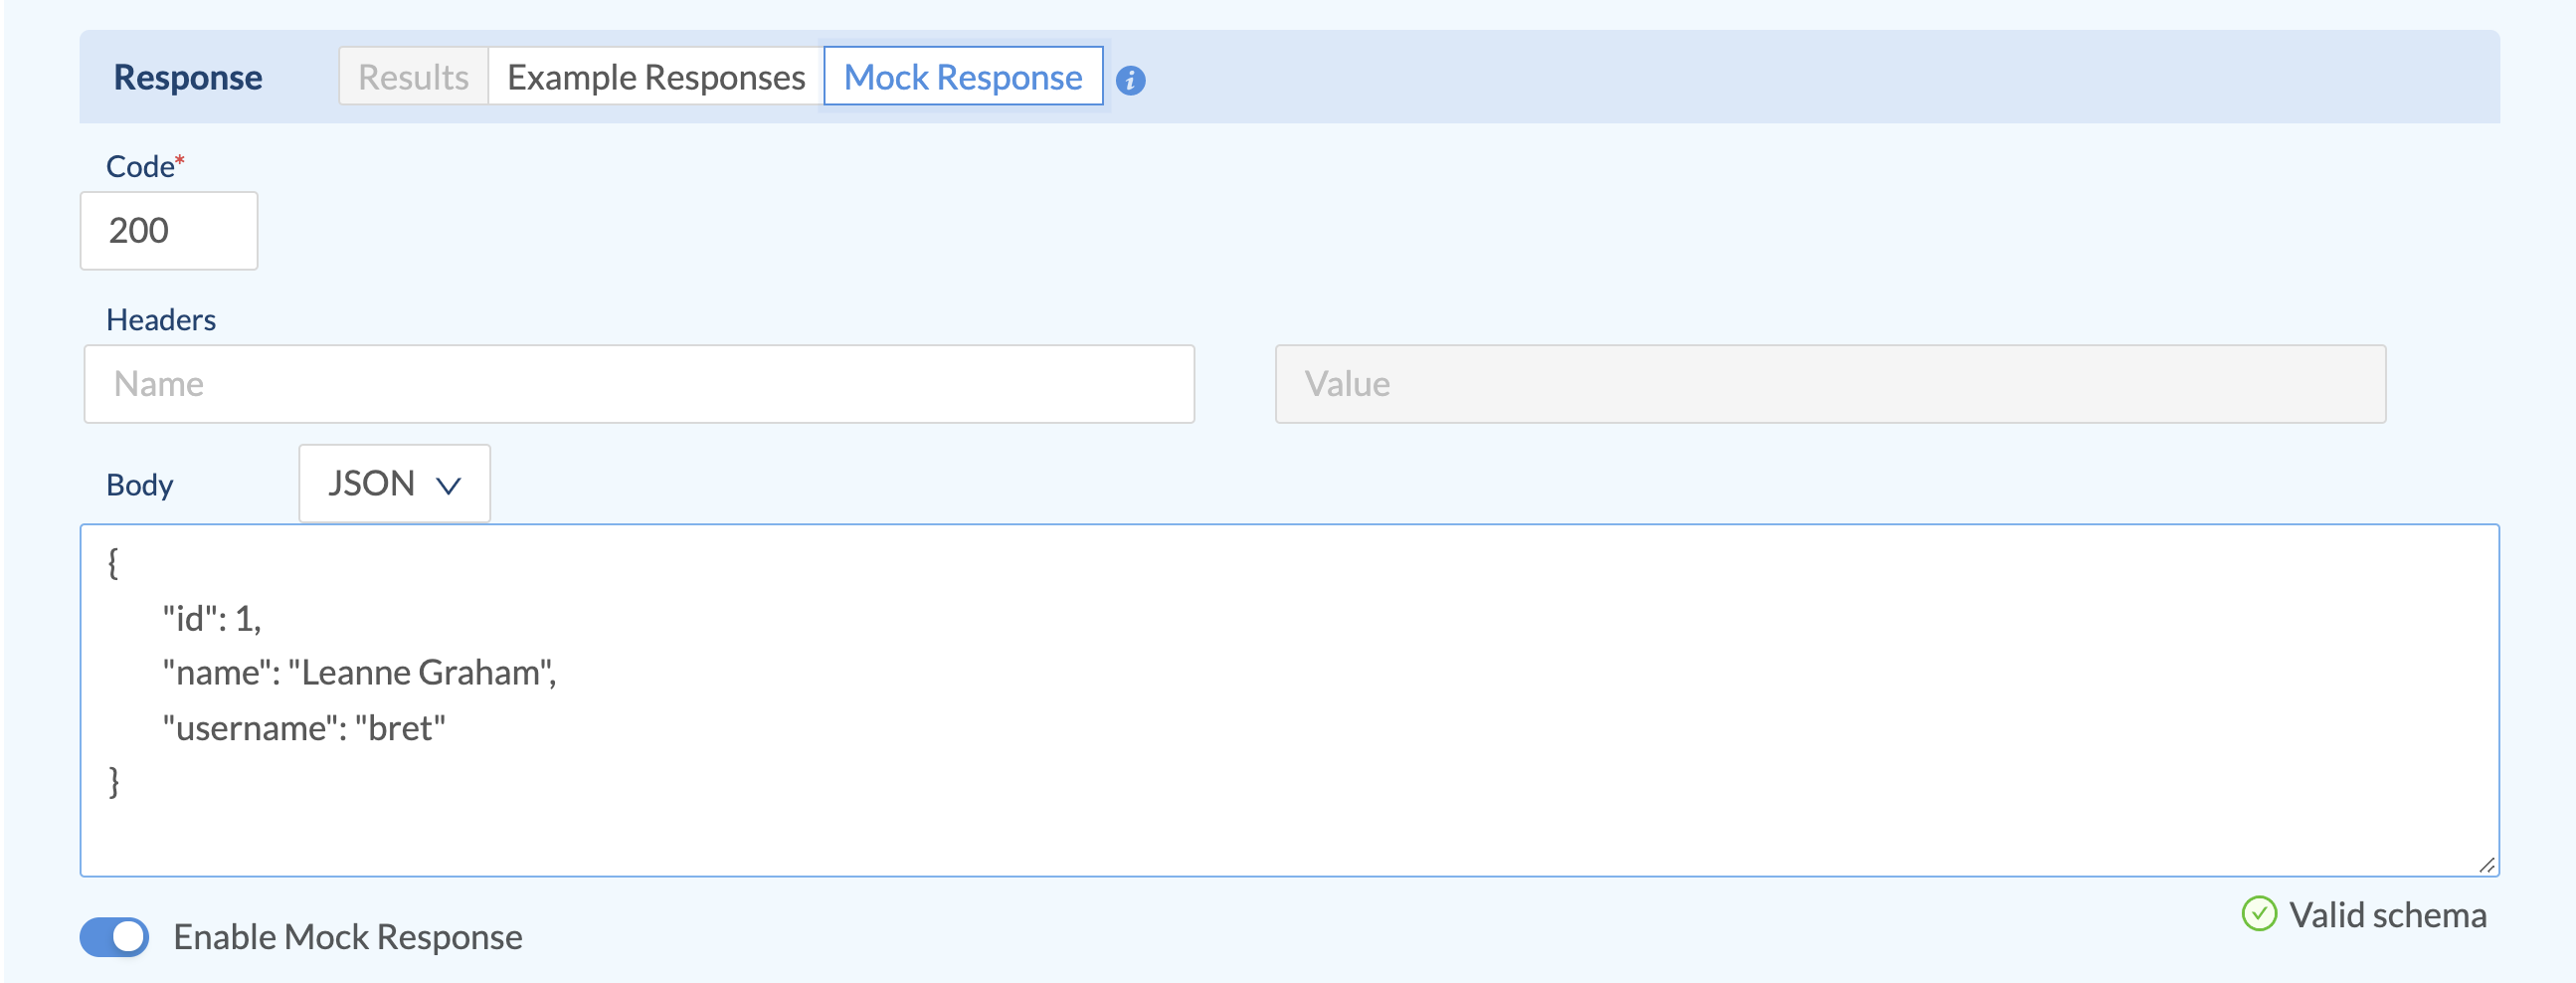 Response Results Example Responses Mock Response i
Code*
200
Headers
Name Value
Body JSON
{
"id": 1,
"name": "Leanne Graham",
"username": "bret"
}
Valid schema
Enable Mock Response